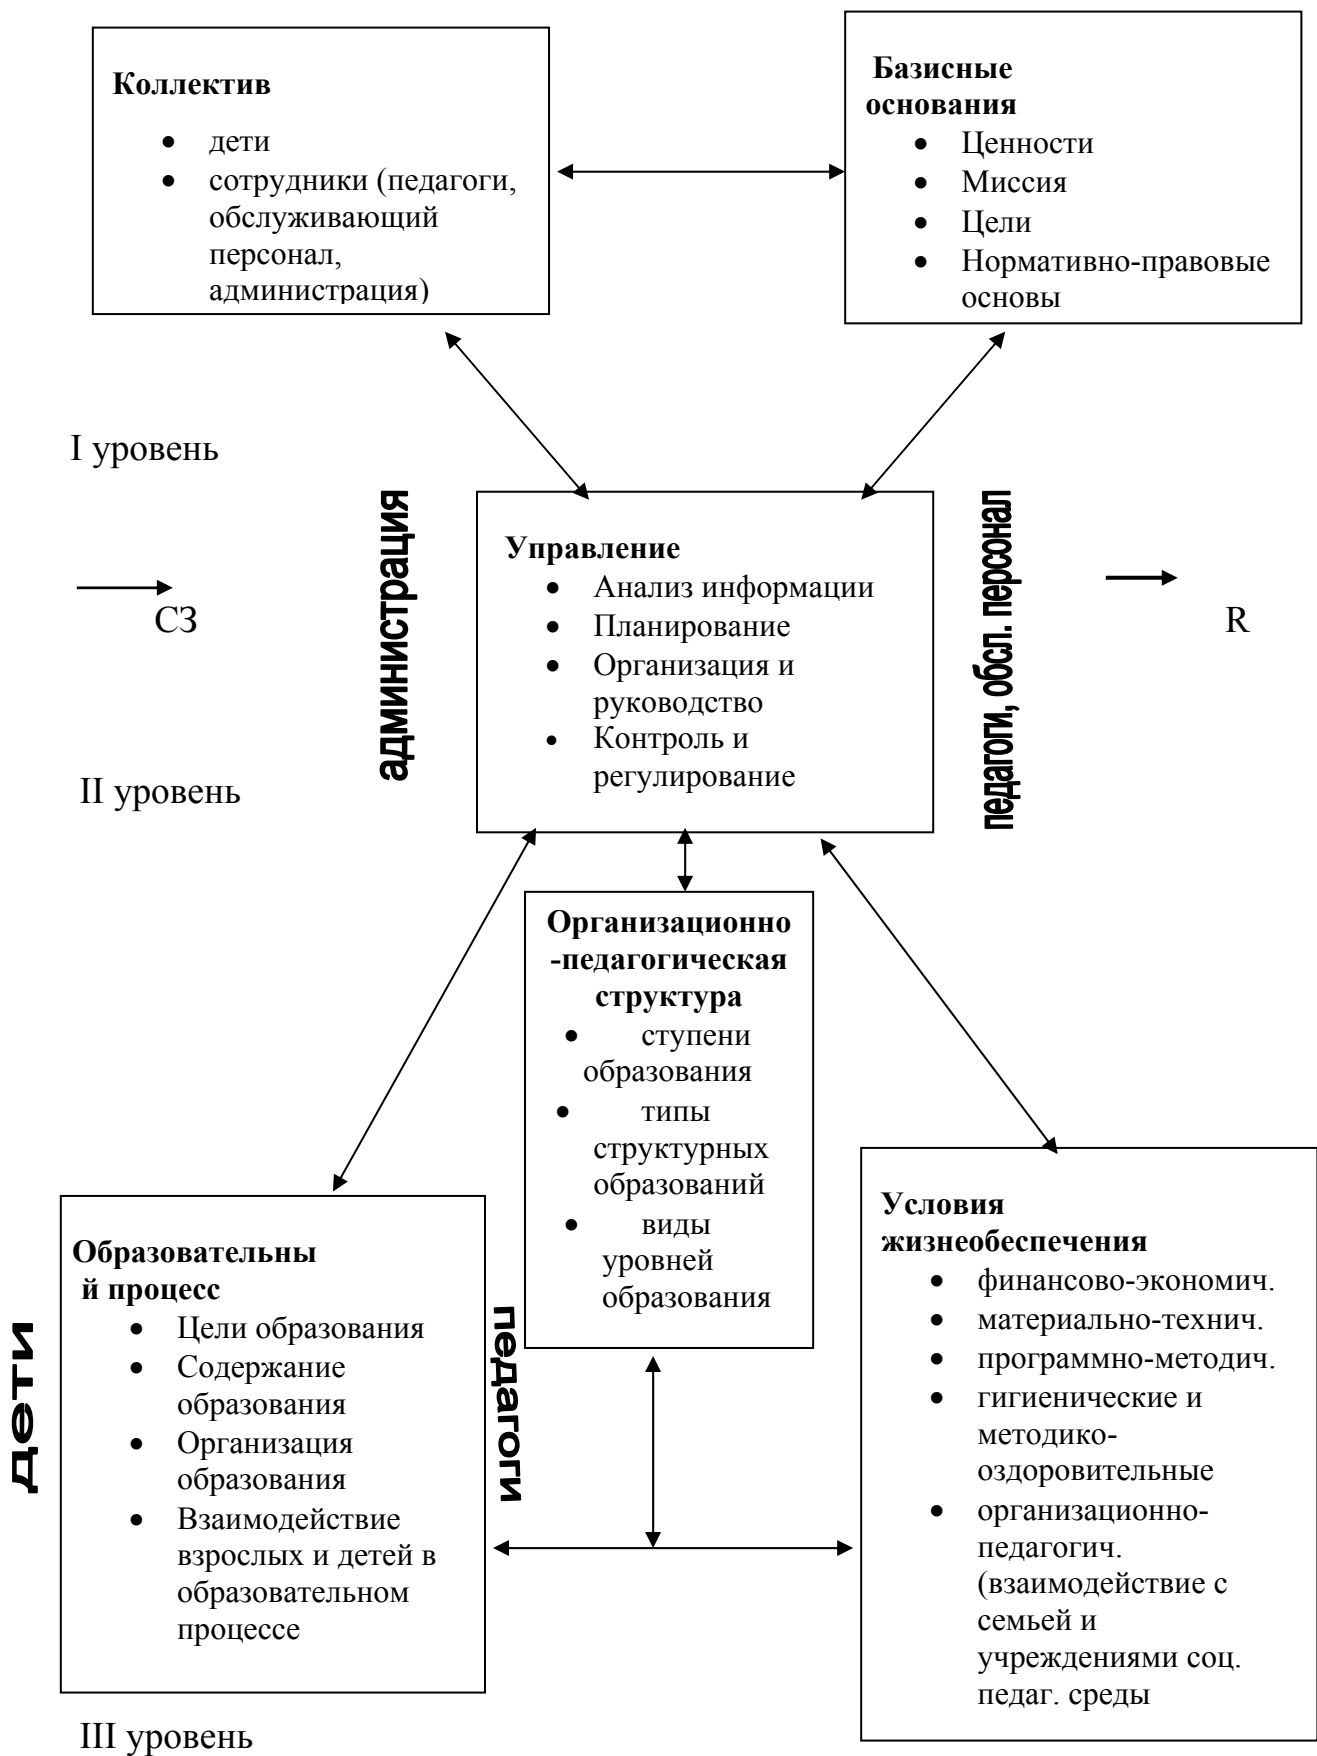 Коллектив
• дети
• сотрудники (педагоги,
обслуживающий
персонал,
администрация)
Базисные
основания
• Ценности
• Миссия
• Цели
• Нормативно-правовые
основы
I уровень
администрация
Управление
• Анализ информации
• Планирование
• Организация и
руководство
• Контроль и
регулирование
педагоги, обсл. персонал
СЗ
R
II уровень
Организационно
-педагогическая
структура
• ступени
образования
• типы
структурных
образований
• виды
уровней
образования
дети
Образовательны
й процесс
• Цели образования
• Содержание
образования
• Организация
образования
• Взаимодействие
взрослых и детей в
образовательном
процессе
педагоги
Условия
жизнеобеспечения
• финансово-экономич.
• материально-технич.
• программно-методич.
• гигиенические и
методико-
оздоровительные
• организационно-
педагогич.
(взаимодействие с
семьей и
учреждениями соц.
педаг. среды
III уровень